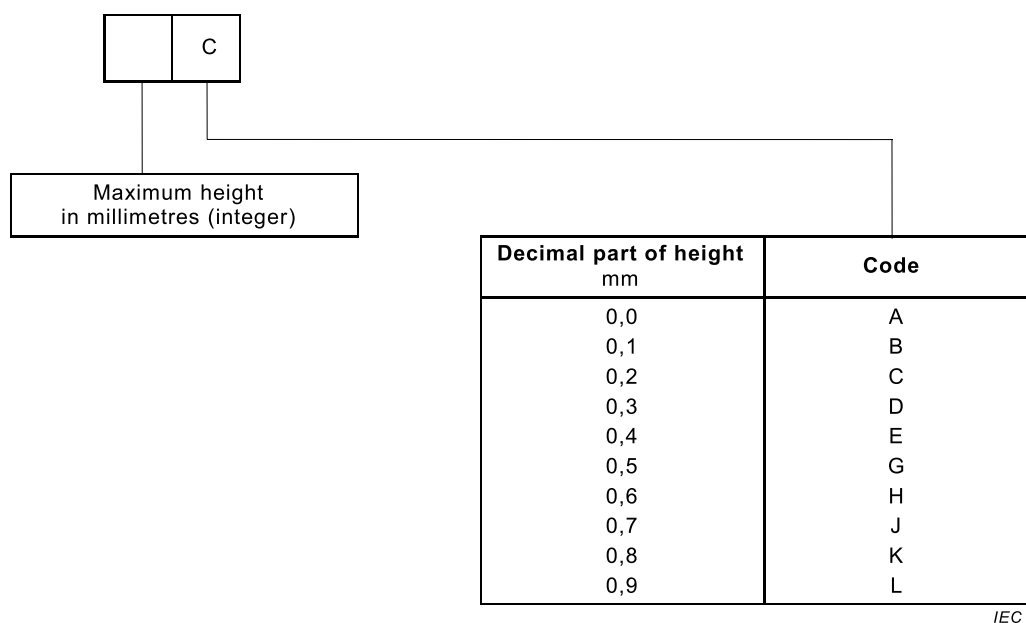 C
Maximum height
in millimetres (integer)
Decimal part of height
mm
Code
0,0 A
0,1 B
0,2 C
0,3 D
0,4 E
0,5 G
0,6 H
0,7 J
0,8 K
0,9 L
IEC